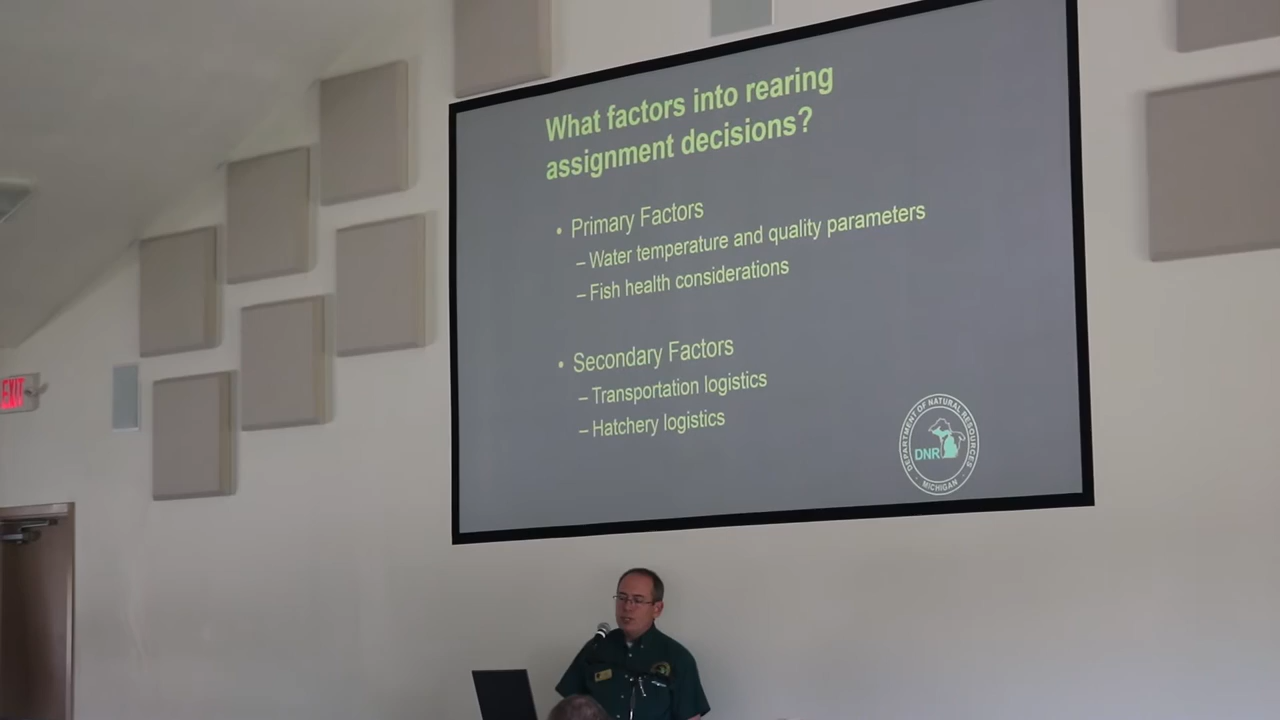 What factors into rearing
assignment decisions?
• Primary Factors
– Water temperature and quality parameters
– Fish health considerations
• Secondary Factors
– Transportation logistics
– Hatchery logistics
DEPARTMENT OF NATURAL RESOURCES
DNR
MICHIGAN
EXIT